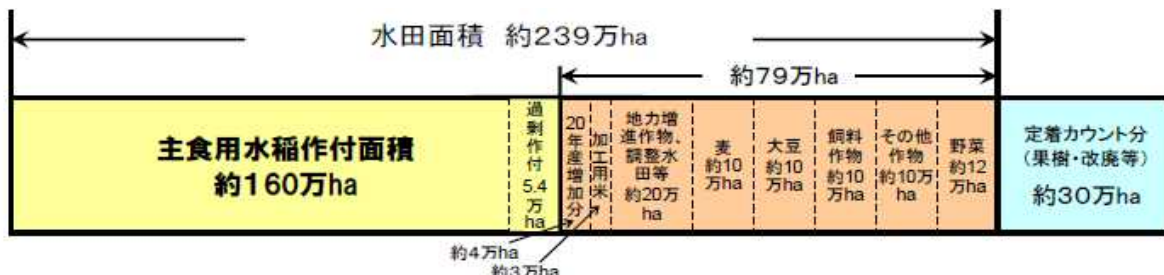 水田面積 約239万ha
約79万ha
主食用水稲作付面積
約160万ha
過剰作付
5.4万ha
20年産増加分
加工用米
地力増
進作物、
調整水
田等
約20万
ha
麦
約10
万ha
大豆
約10
万ha
飼料
作物
約10
万ha
その他
作物
約10万
ha
野菜
約12
万ha
定着カウント分
(果樹・改廃等)
約30万ha
約4万ha
約3万ha